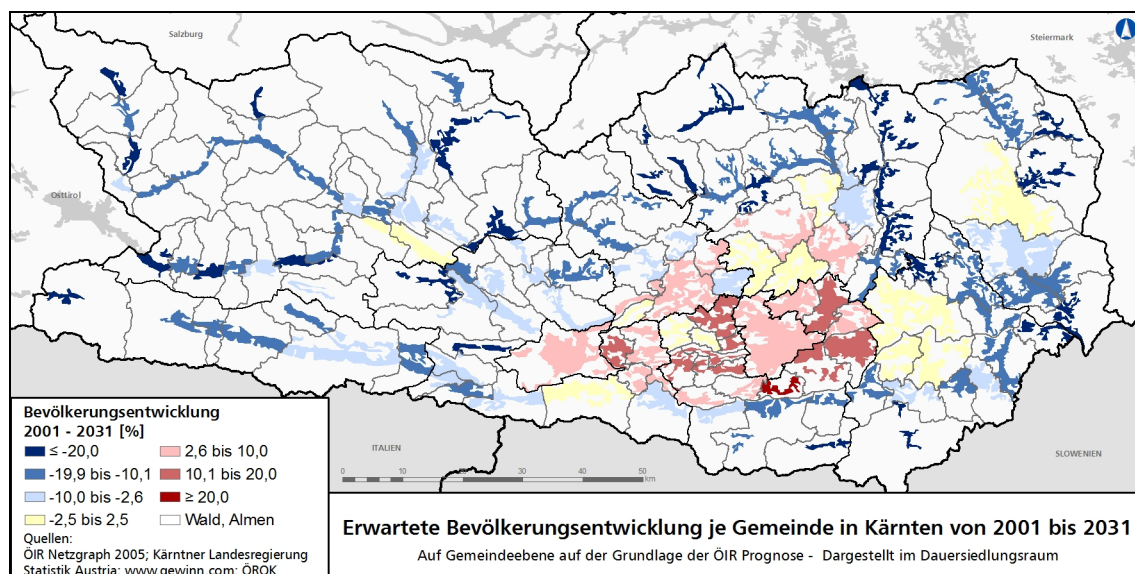 Salzburg
Steiermark
Osttirol
ITALIEN
SLOWENIEN
0 10 20 30 40 50
km
Bevölkerungsentwicklung
2001 - 2031 [%]
≤ -20,0
-19,9 bis -10,1
-10,0 bis -2,6
-2,5 bis 2,5
2,6 bis 10,0
10,1 bis 20,0
≥ 20,0
Wald, Almen
Quellen:
ÖIR Netzgraph 2005; Kärntner Landesregierung
Statistik Austria; www.gewinn.com; ÖROK
Erwartete Bevölkerungsentwicklung je Gemeinde in Kärnten von 2001 bis 2031
Auf Gemeindeebene auf der Grundlage der ÖIR Prognose - Dargestellt im Dauersiedlungsraum